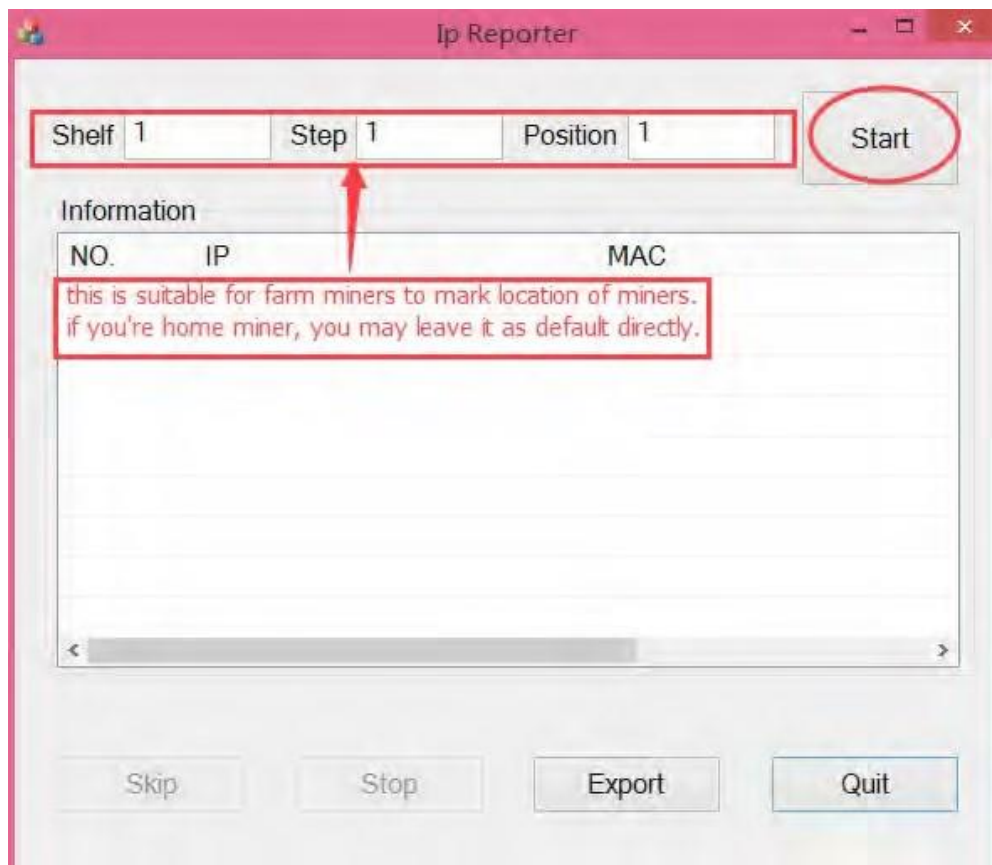 Ip Reporter
Shelf 1 Step 1 Position 1 Start
Information
NO. IP MAC
this is suitable for farm miners to mark location of miners.
if you're home miner, you may leave it as default directly.
Skip Stop Export Quit